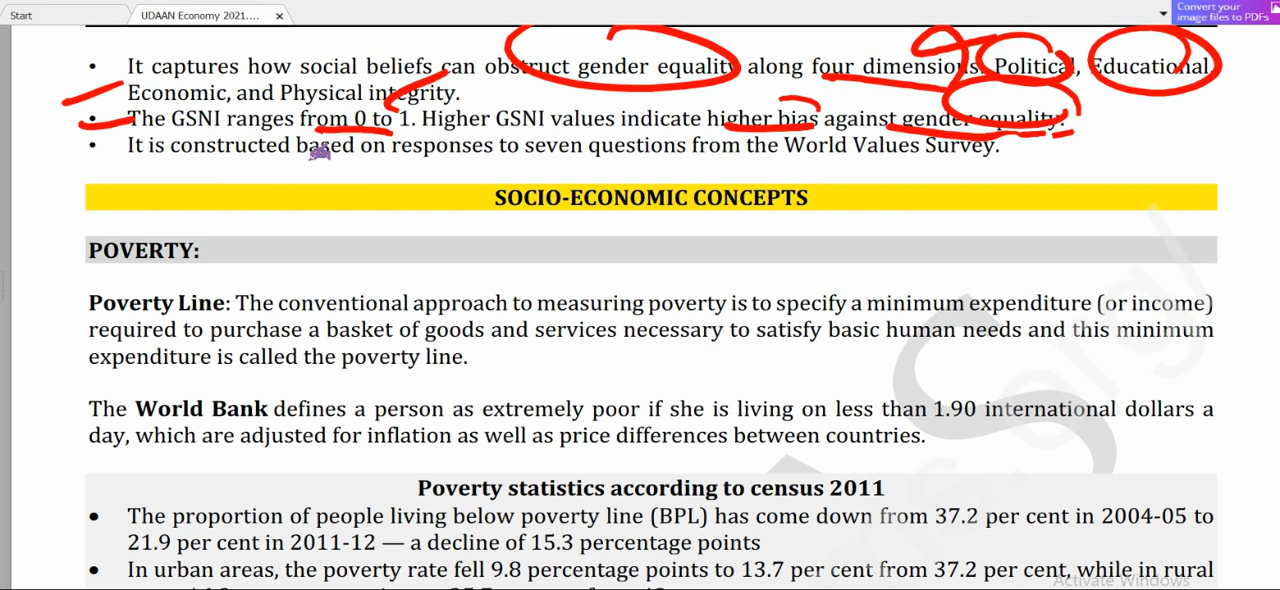 Start
UDAAN Economy 2021....
Convert your
image files to PDFs
• It captures how social beliefs can obstruct gender equality along four dimensions. Political, Educational,
Economic, and Physical integrity.
• The GSNI ranges from 0 to 1. Higher GSNI values indicate higher bias against gender equality.
• It is constructed based on responses to seven questions from the World Values Survey.
SOCIO-ECONOMIC CONCEPTS
POVERTY:
Poverty Line: The conventional approach to measuring poverty is to specify a minimum expenditure (or income)
required to purchase a basket of goods and services necessary to satisfy basic human needs and this minimum
expenditure is called the poverty line.
The World Bank defines a person as extremely poor if she is living on less than 1.90 international dollars a
day, which are adjusted for inflation as well as price differences between countries.
Poverty statistics according to census 2011
• The proportion of people living below poverty line (BPL) has come down from 37.2 per cent in 2004-05 to
21.9 per cent in 2011-12 — a decline of 15.3 percentage points
• In urban areas, the poverty rate fell 9.8 percentage points to 13.7 per cent from 37.2 per cent, while in rural
Activate Windows